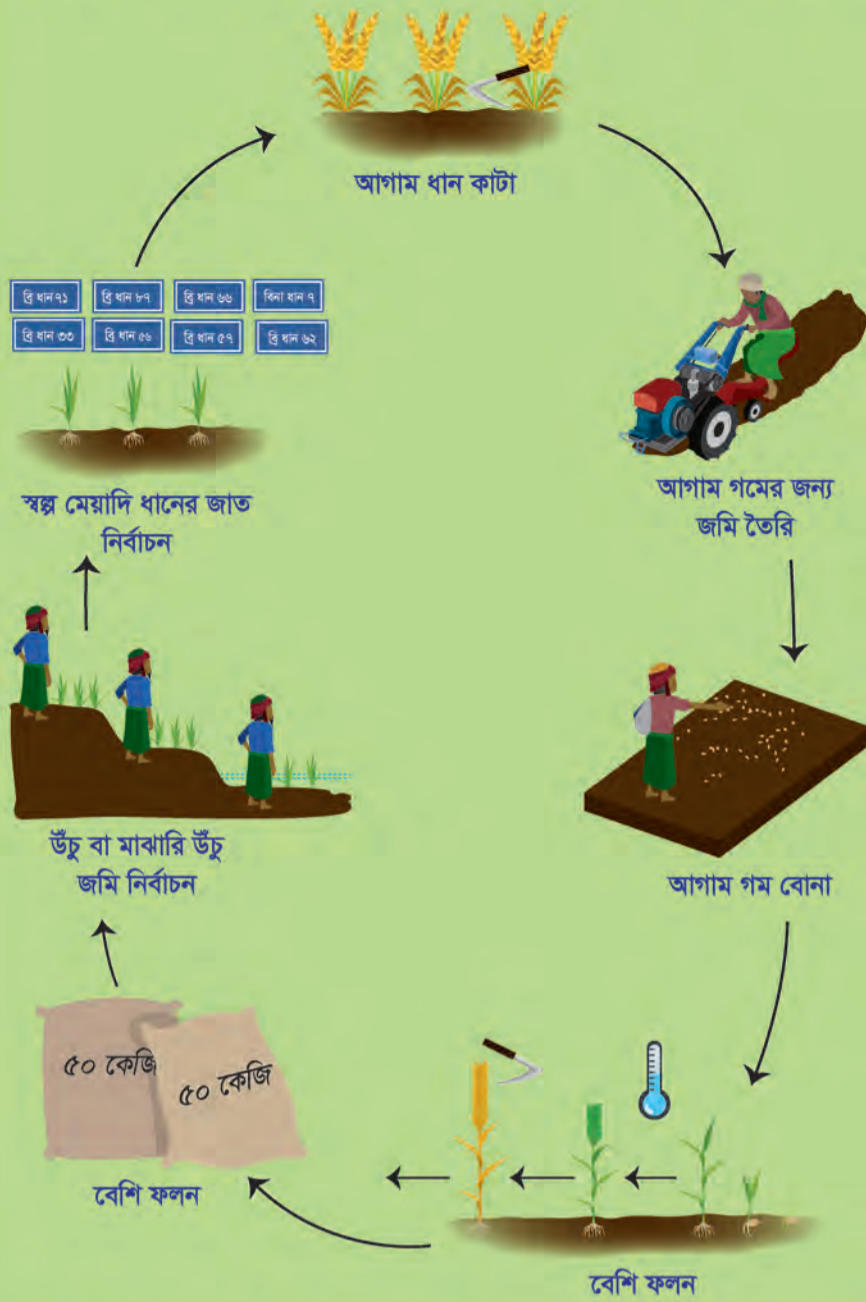 আগাম ধান কাটা
ব্রি ধান ৭১ ব্রি ধান ৮৭ ব্রি ধান ৬৬ বিনা ধান ৭
ব্রি ধান ৩৩ ব্রি ধান ৫৬ ব্রি ধান ৫৭ ব্রি ধান ৬২
স্বল্প মেয়াদি ধানের জাত
নির্বাচন
আগাম গমের জন্য
জমি তৈরি
উঁচু বা মাঝারি উঁচু
জমি নির্বাচন
আগাম গম বোনা
৫০ কেজি
৫০ কেজি
বেশি ফলন
বেশি ফলন